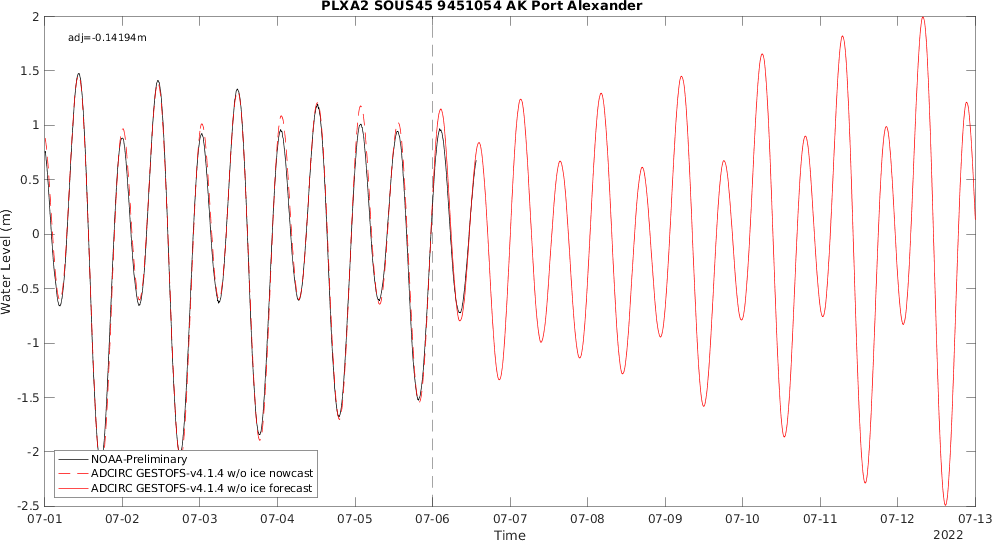 PLXA2 SOUS45 9451054 AK Port Alexander
adj=-0.14194m
2
1.5
1
0.5
0
-0.5
-1
-1.5
-2
-2.5
Water Level (m)
NOAA-Preliminary
ADCIRC GESTOFS-v4.1.4 w/o ice nowcast
ADCIRC GESTOFS-v4.1.4 w/o ice forecast
07-01 07-02 07-03 07-04 07-05 07-06 07-07 07-08 07-09 07-10 07-11 07-12 07-13
Time
2022